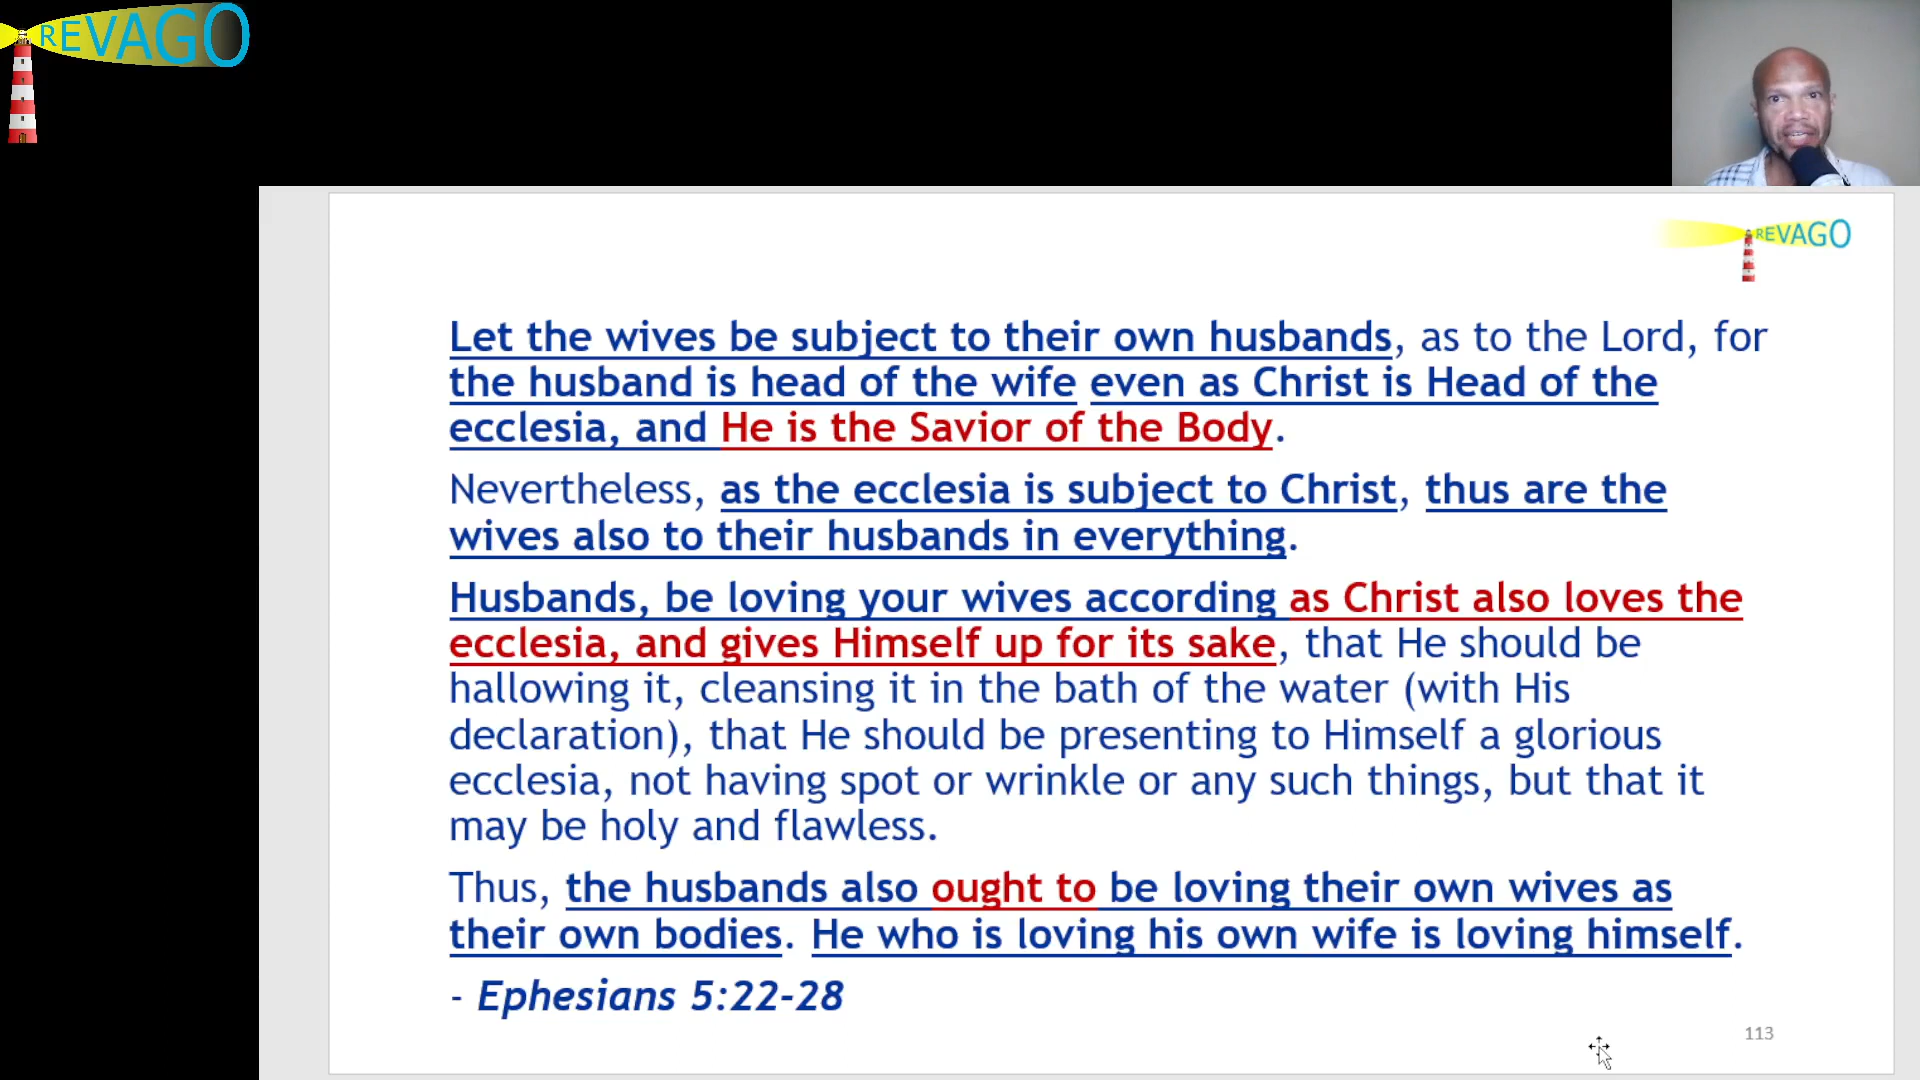 REVAGO
REVAGO
Let the wives be subject to their own husbands, as to the Lord, for
the husband is head of the wife even as Christ is Head of the
ecclesia, and He is the Savior of the Body.
Nevertheless, as the ecclesia is subject to Christ, thus are the
wives also to their husbands in everything.
Husbands, be loving your wives according as Christ also loves the
ecclesia, and gives Himself up for its sake, that He should be
hallowing it, cleansing it in the bath of the water (with His
declaration), that He should be presenting to Himself a glorious
ecclesia, not having spot or wrinkle or any such things, but that it
may be holy and flawless.
Thus, the husbands also ought to be loving their own wives as
their own bodies. He who is loving his own wife is loving himself.
- Ephesians 5:22-28
113